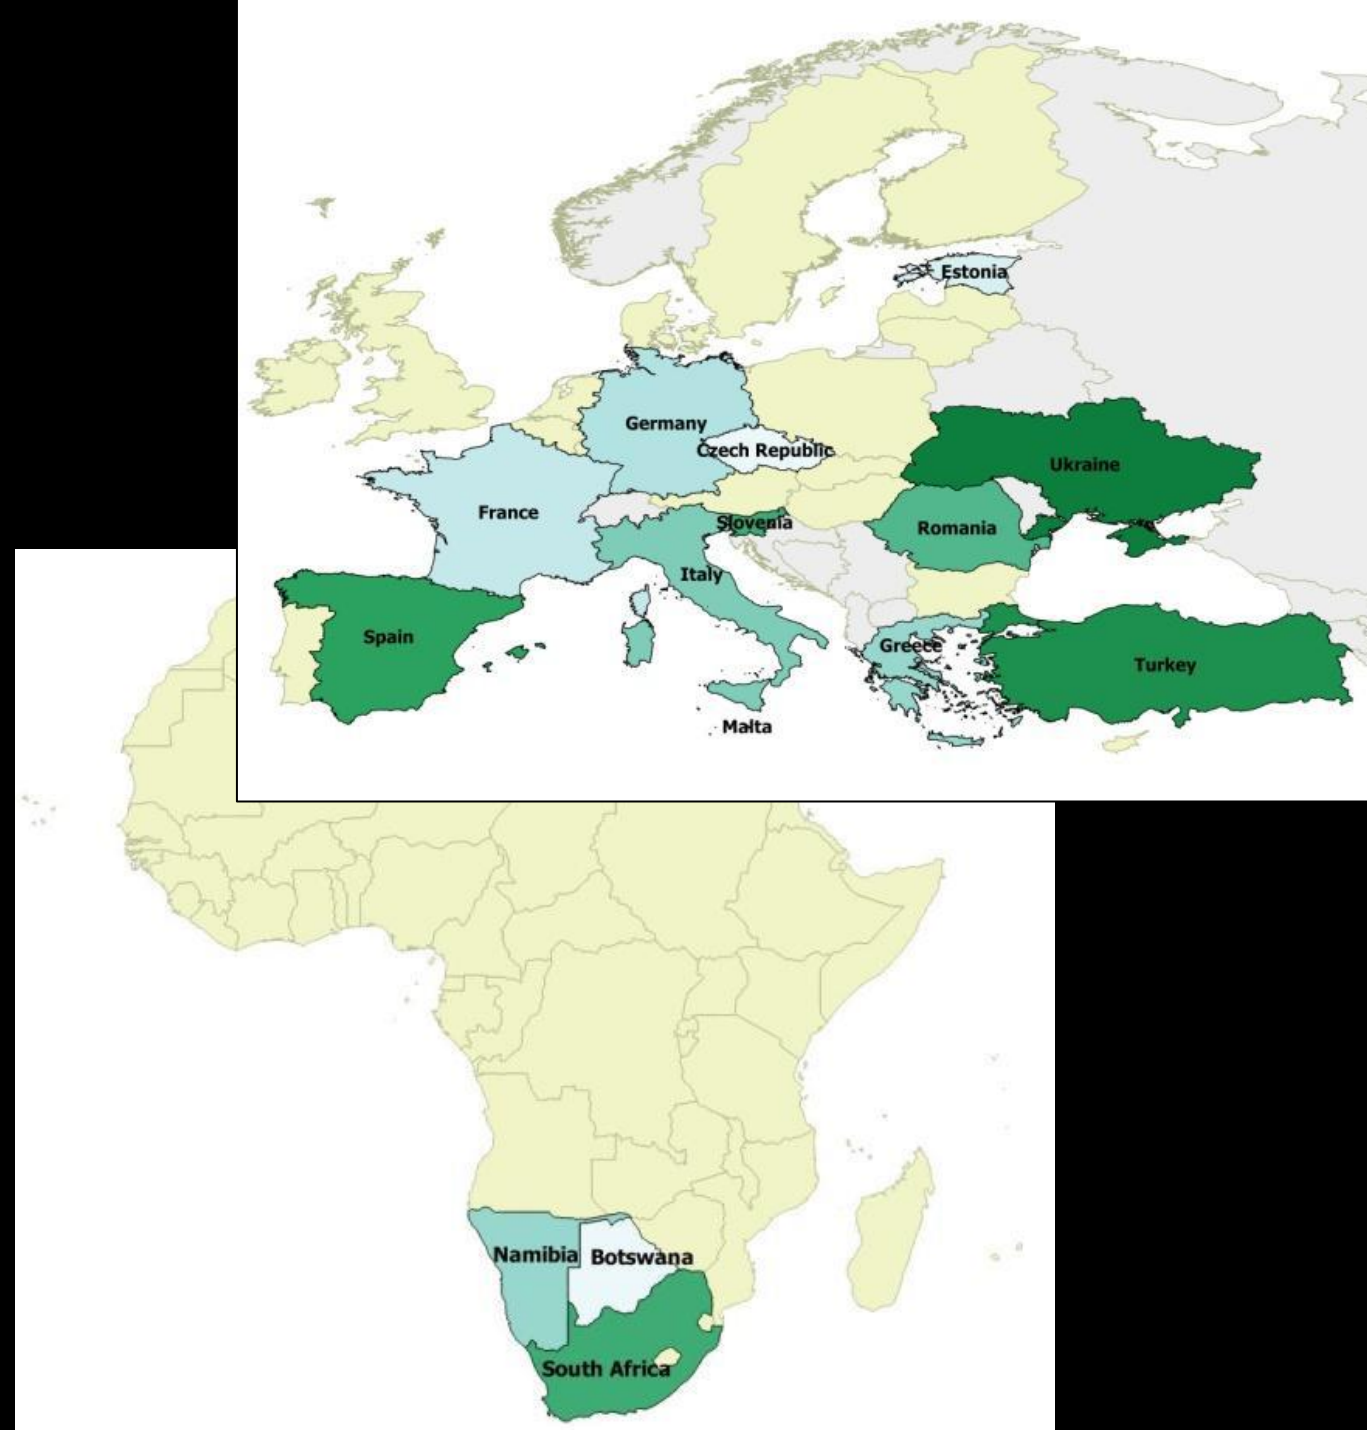 Estonia
Germany
Czech Republic
Ukraine
France
Slovenia
Romania
Italy
Spain
Greece
Turkey
Malta
Namibia
Botswana
South Africa